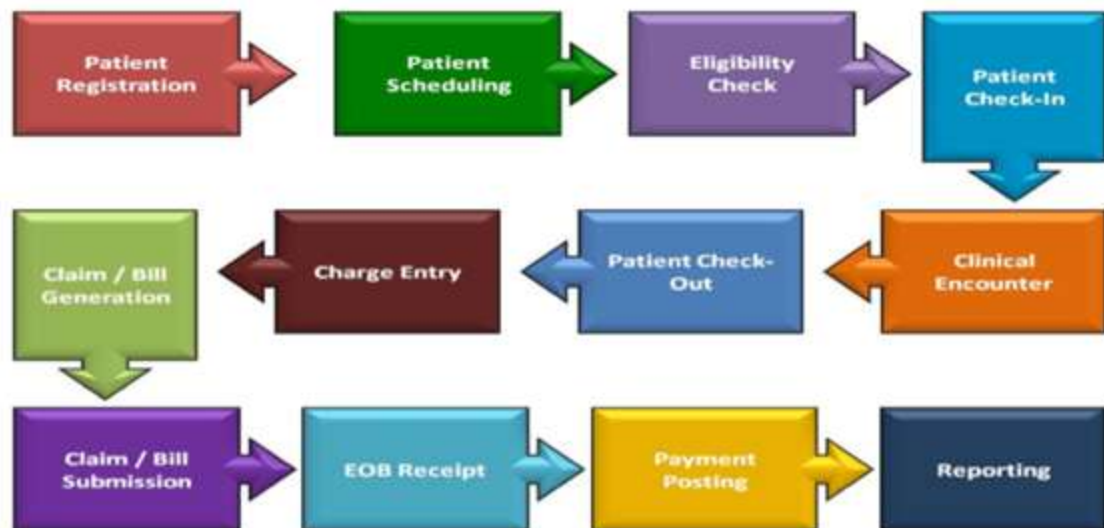 Patient
Registration
Patient
Scheduling
Eligibility
Check
Patient
Check-In
Claim / Bill
Generation
Charge Entry
Patient Check-
Out
Clinical
Encounter
Claim / Bill
Submission
EOB Receipt
Payment
Posting
Reporting